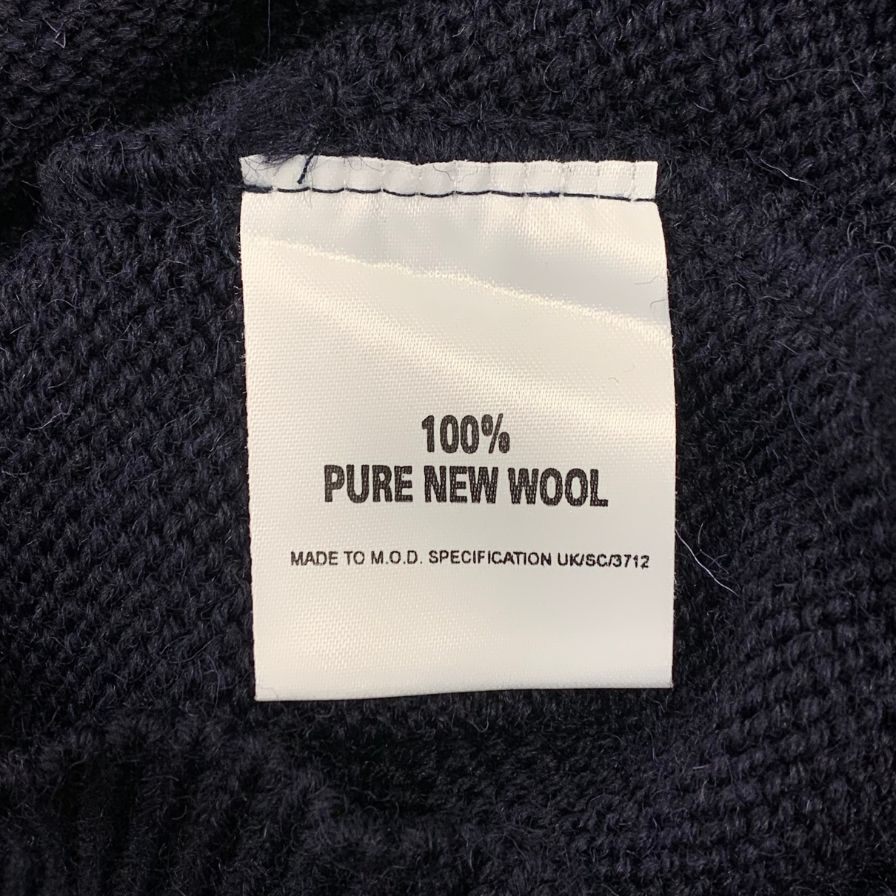 100%
PURE NEW WOOL
MADE TO M.O.D. SPECIFICATION UK/SC/3712